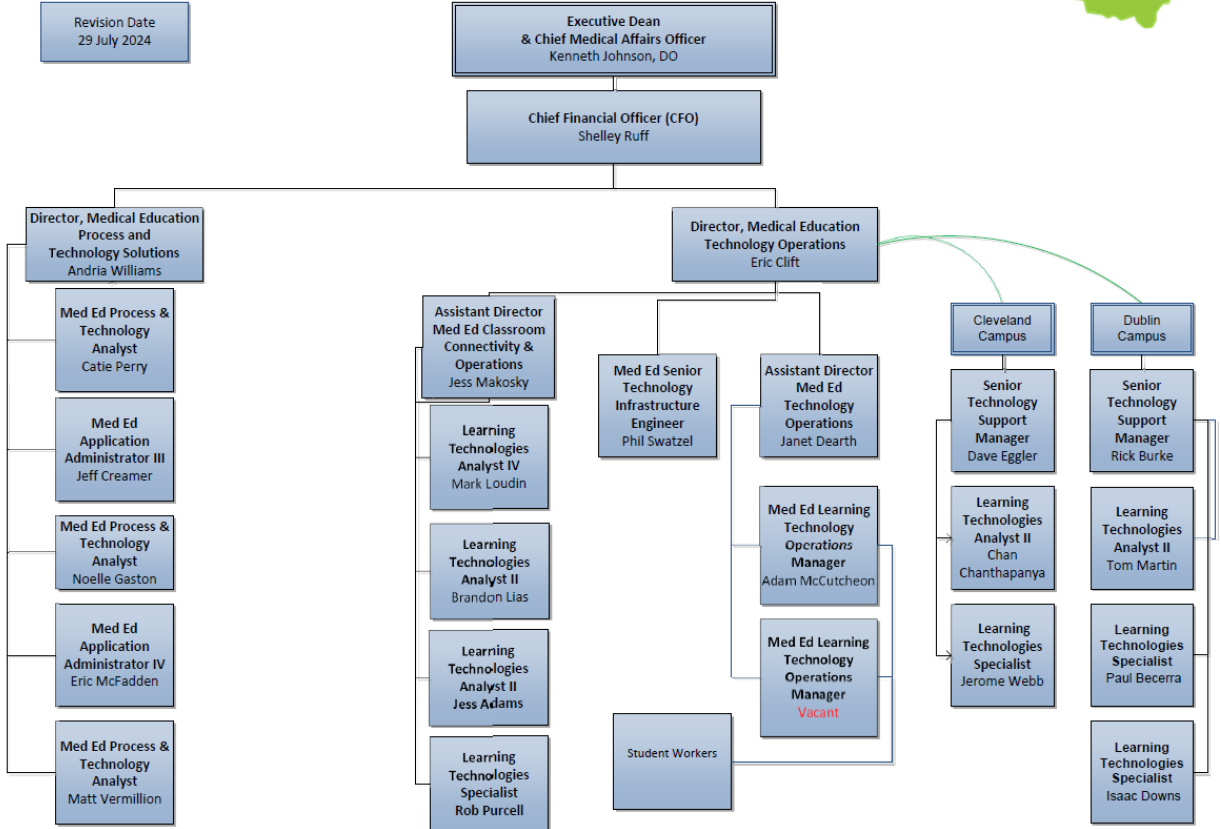 Revision Date
29 July 2024
Executive Dean
& Chief Medical Affairs Officer
Kenneth Johnson, DO
Chief Financial Officer (CFO)
Shelley Ruff
Director, Medical Education
Process and
Technology Solutions
Andria Williams
Med Ed Process &
Technology
Analyst
Catie Perry
Med Ed
Application
Administrator III
Jeff Creamer
Med Ed Process &
Technology
Analyst
Noelle Gaston
Med Ed
Application
Administrator IV
Eric McFadden
Med Ed Process &
Technology
Analyst
Matt Vermillion
Director, Medical Education
Technology Operations
Eric Clift
Assistant Director
Med Ed Classroom
Connectivity &
Operations
Jess Makosky
Learning
Technologies
Analyst IV
Mark Loudin
Learning
Technologies
Analyst II
Brandon Lias
Learning
Technologies
Analyst II
Jess Adams
Learning
Technologies
Specialist
Rob Purcell
Med Ed Senior
Technology
Infrastructure
Engineer
Phil Swatzel
Assistant Director
Med Ed
Technology
Operations
Janet Dearth
Med Ed Learning
Technology
Operations
Manager
Adam McCutcheon
Med Ed Learning
Technology
Operations
Manager
Vacant
Student Workers
Cleveland
Campus
Senior
Technology
Support
Manager
Dave Eggler
Learning
Technologies
Analyst II
Chan
Chanthapanya
Learning
Technologies
Specialist
Jerome Webb
Dublin
Campus
Senior
Technology
Support
Manager
Rick Burke
Learning
Technologies
Analyst II
Tom Martin
Learning
Technologies
Specialist
Paul Becerra
Learning
Technologies
Specialist
Isaac Downs